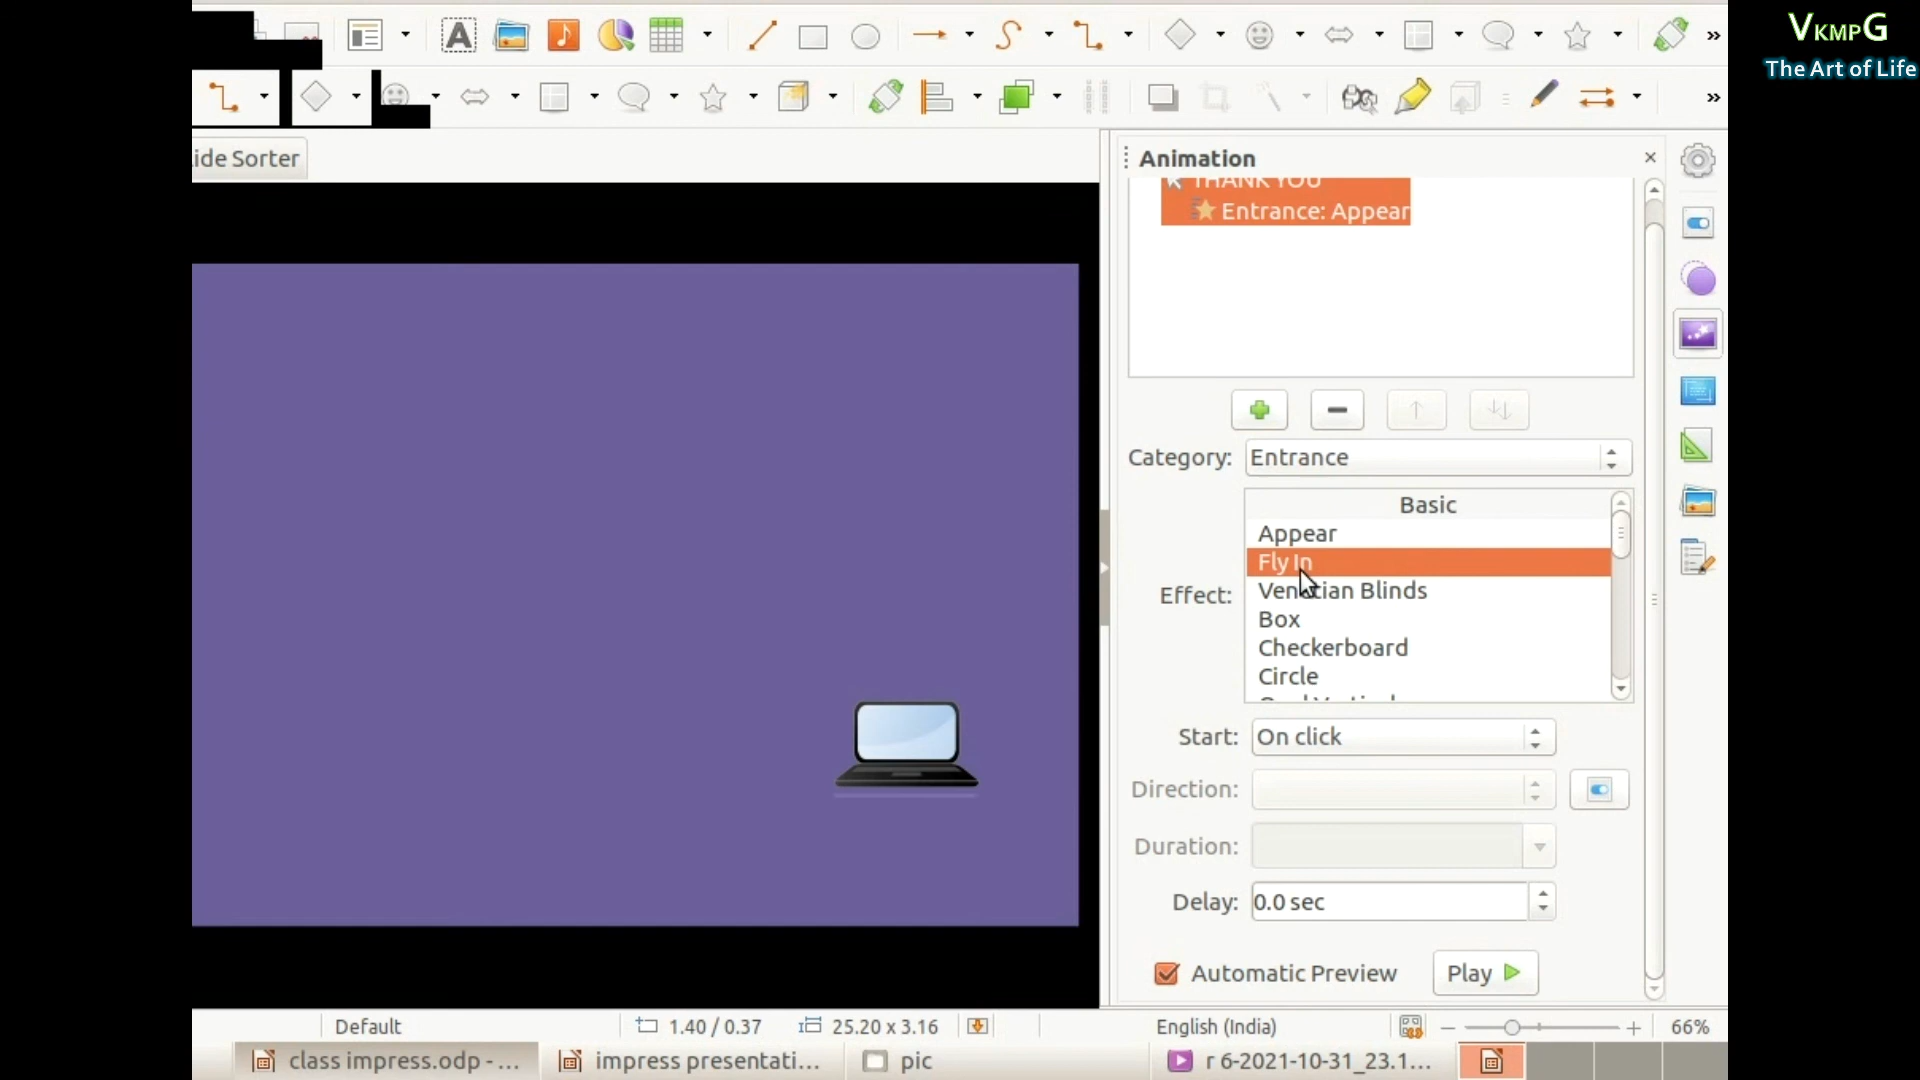 VKMPG
The Art of Life
ide Sorter
Animation
THANK YOU
Entrance: Appear
Category: Entrance
Basic
Appear
Fly In
Effect:
Venetian Blinds
Box
Checkerboard
Circle
Start: On click
Direction:
Duration:
Delay: 0.0 sec
Automatic Preview Play
Default 1.40 / 0.37 25.20 x 3.16 English (India) 66%
class impress.odp - ... impress presentati... pic r 6-2021-10-31_23.1...